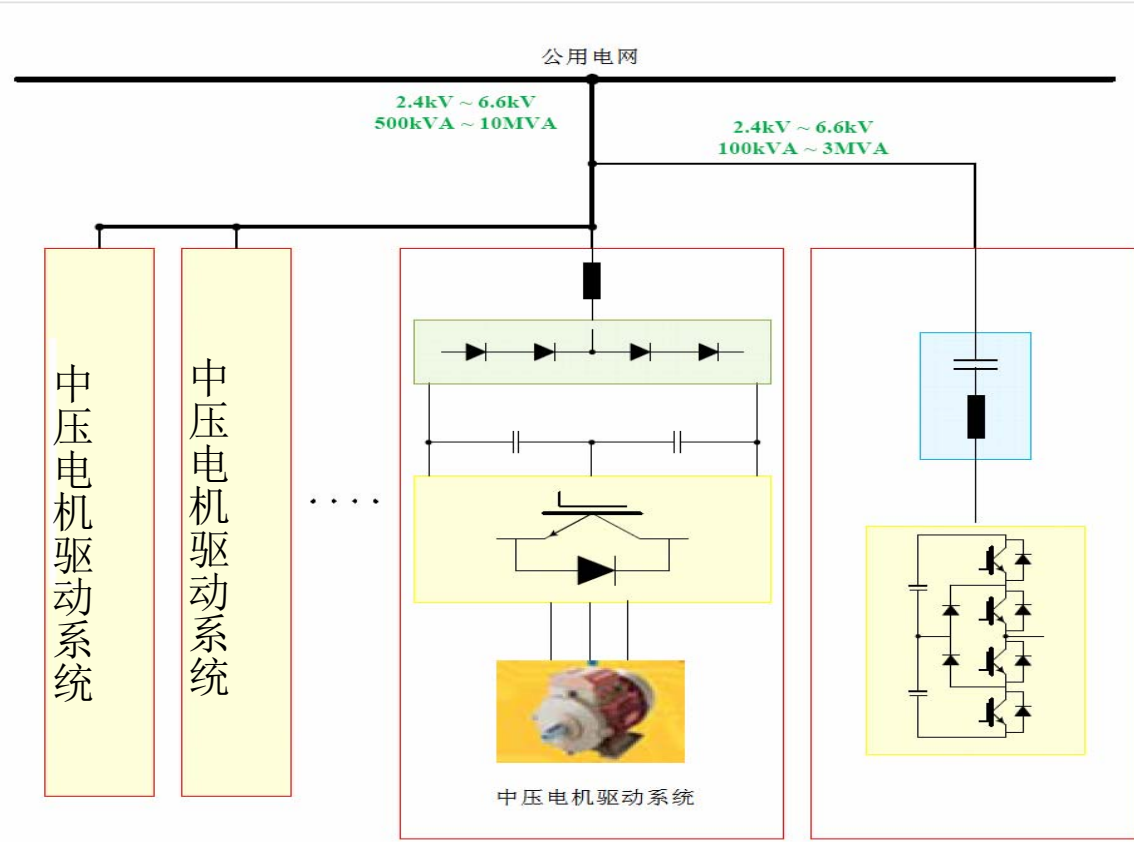 公用电网
2.4kV ~ 6.6kV
500kVA ~ 10MVA
2.4kV ~ 6.6kV
100kVA ~ 3MVA
中压电机驱动系统
中压电机驱动系统
· · · ·
中压电机驱动系统